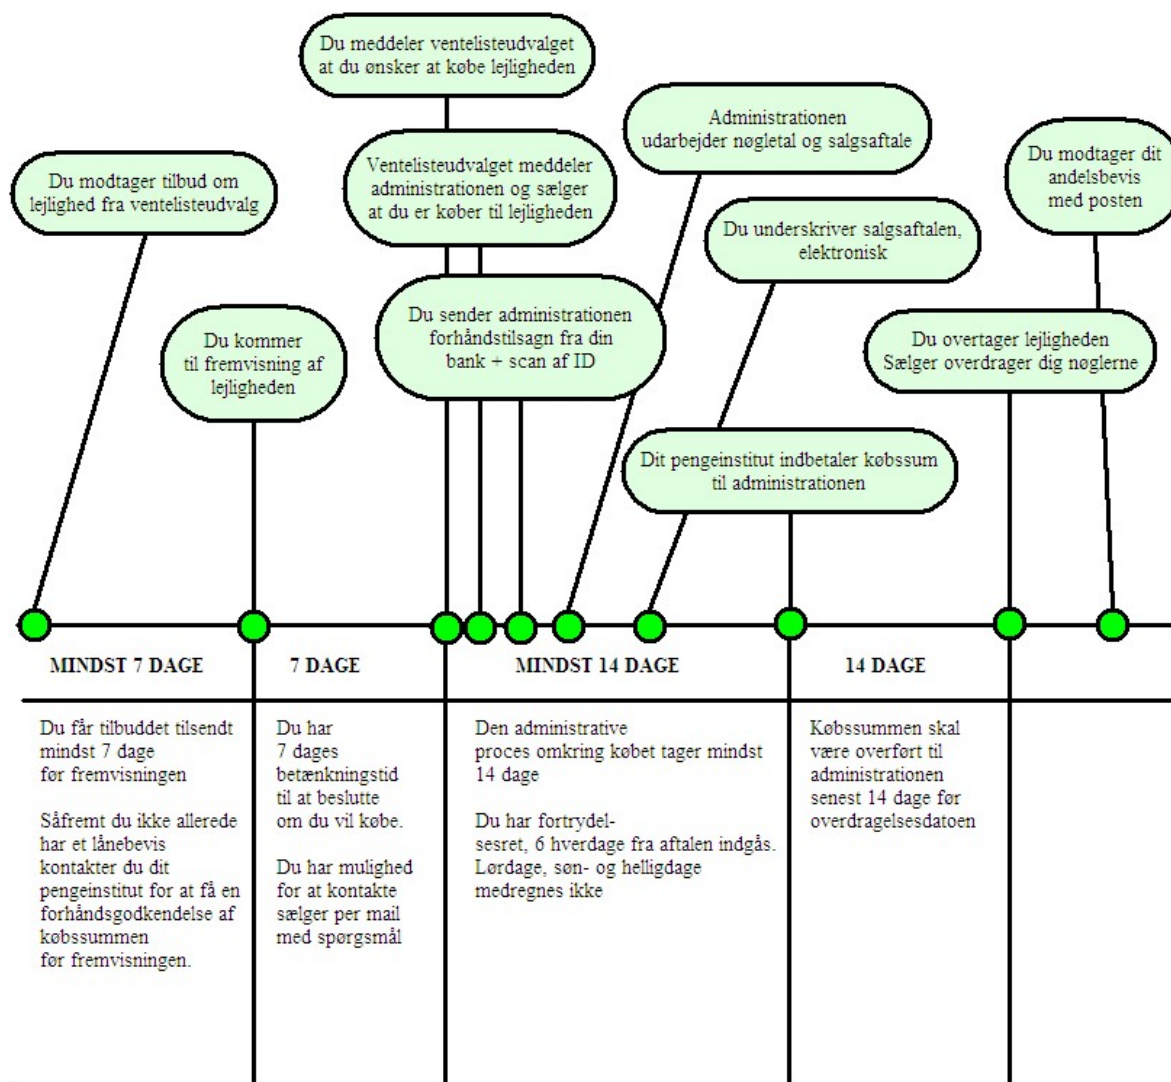 Du meddeler ventelisteudvalget
at du ønsker at købe lejligheden
Administrationen
udarbejder nøgletal og salgsaftale
Du modtager dit
andelsbevis
med posten
Ventelisteudvalget meddeler
administrationen og sælger
at du er køber til lejligheden
Du modtager tilbud om
lejlighed fra ventelisteudvalg
Du underskriver salgsaftalen,
elektronisk
Du sender administrationen
forhåndstilsagn fra din
bank + scan af ID
Du kommer
til fremvisning af
lejligheden
Du overtager lejligheden
Sælger overdrager dig nøglerne
Dit pengeinstitut indbetaler købssum
til administrationen
MINDST 7 DAGE
7 DAGE
MINDST 14 DAGE
14 DAGE
Du får tilbuddet tilsendt
mindst 7 dage
før fremvisningen
Såfremt du ikke allerede
har et lånebevis
kontakter du dit
pengeinstitut for at få en
forhåndsgodkendelse af
købssummen
før fremvisningen.
Du har
7 dages
betænkningstid
til at beslutte
om du vil købe.
Du har mulighed
for at kontakte
sælger per mail
med spørgsmål
Den administrative
proces omkring købet tager mindst
14 dage
Du har fortrydel-
sesret, 6 hverdage fra aftalen indgås.
Lørdage, søn- og helligdage
medregnes ikke
Købssummen skal
være overført til
administrationen
senest 14 dage før
overdragelsesdatoen